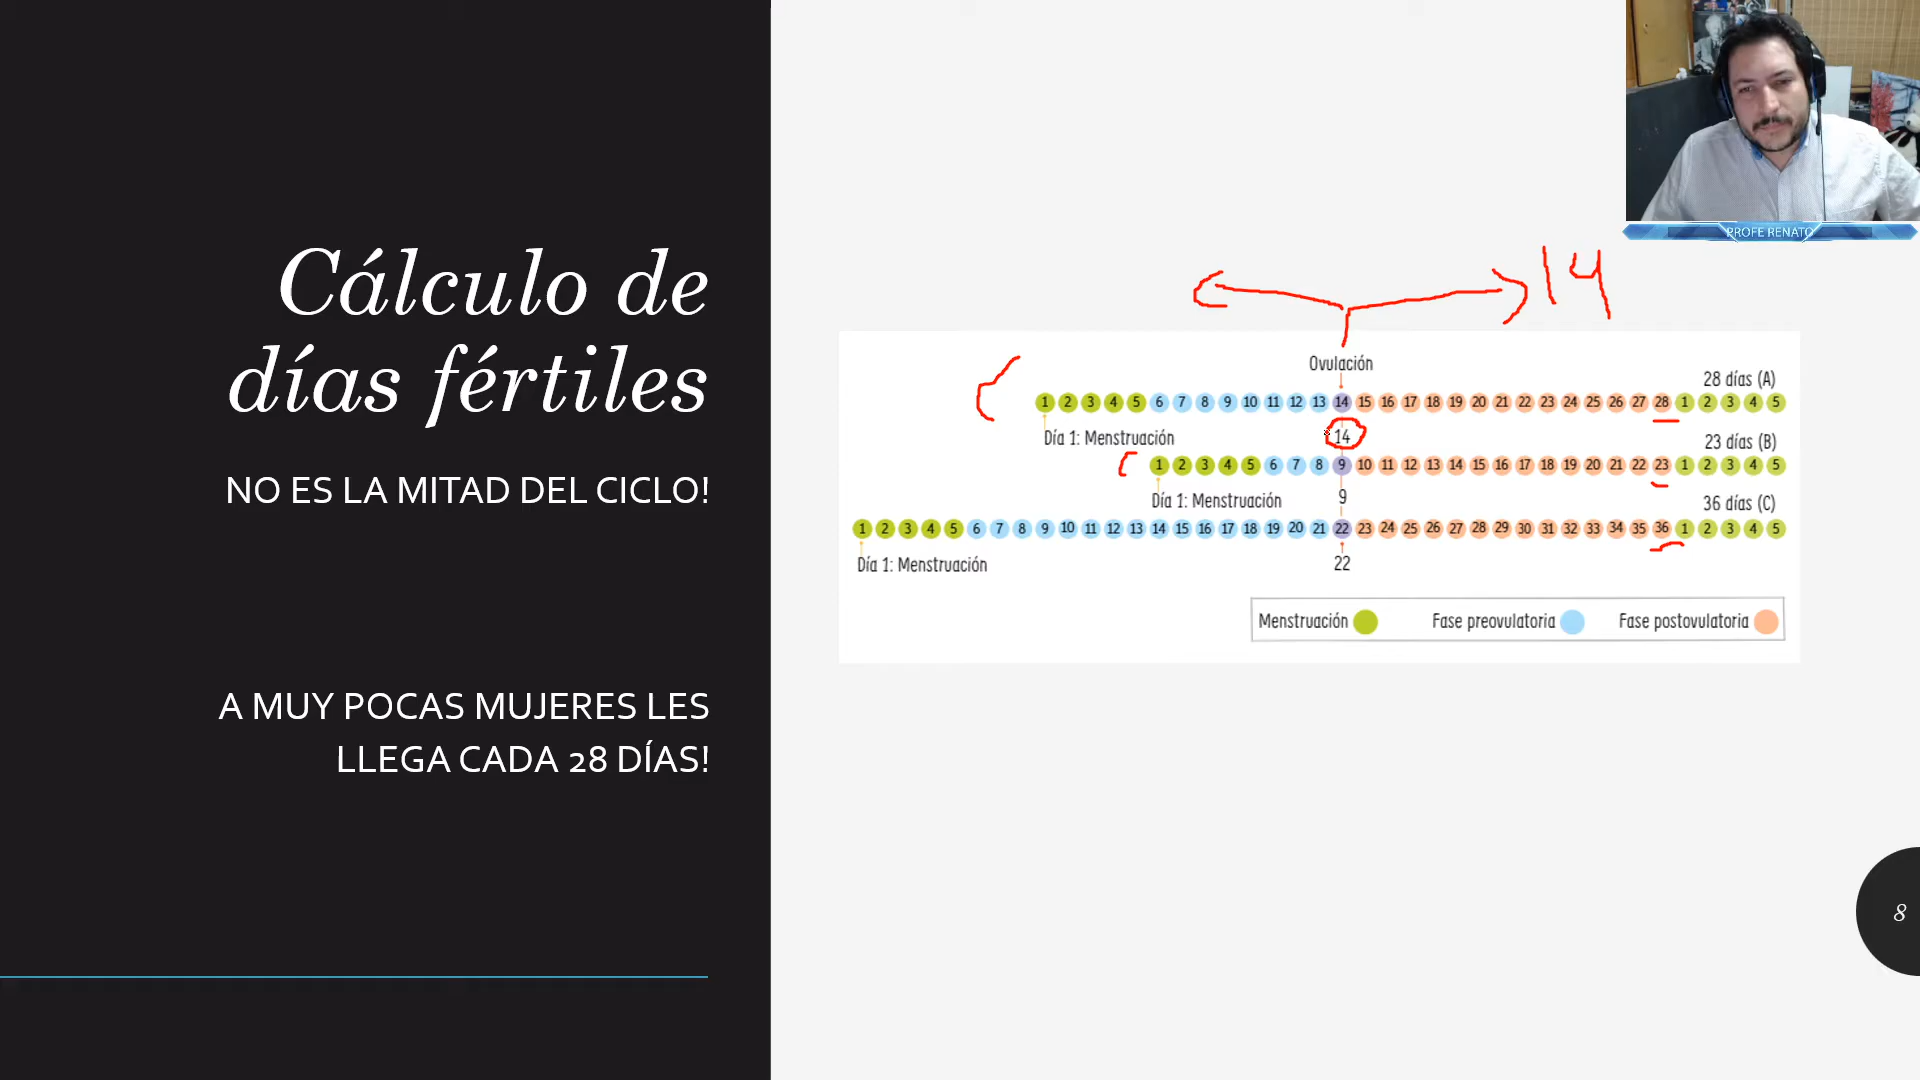 Cálculo de
días fértiles
NO ES LA MITAD DEL CICLO!
A MUY POCAS MUJERES LES
LLEGA CADA 28 DÍAS!
PROFE RENATO
14
Ovulación
28 días (A)
1 2 3 4 5 6 7 8 9 10 11 12 13 14 15 16 17 18 19 20 21 22 23 24 25 26 27 28 1 2 3 4 5
Día 1: Menstruación
14
23 días (B)
1 2 3 4 5 6 7 8 9 10 11 12 13 14 15 16 17 18 19 20 21 22 23 1 2 3 4 5
Día 1: Menstruación
9
36 días (C)
1 2 3 4 5 6 7 8 9 10 11 12 13 14 15 16 17 18 19 20 21 22 23 24 25 26 27 28 29 30 31 32 33 34 35 36 1 2 3 4 5
Día 1: Menstruación
22
Menstruación Fase preovulatoria Fase postovulatoria
8